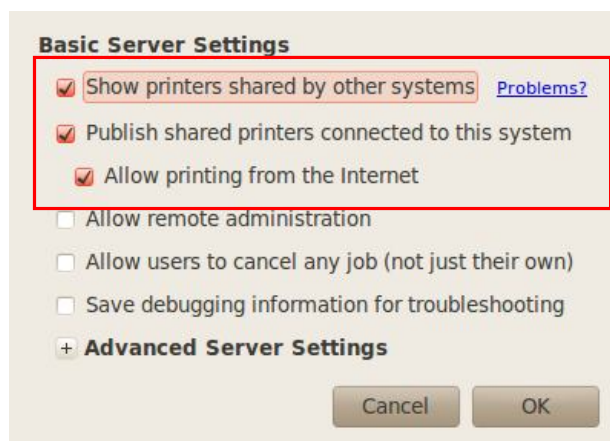 Basic Server Settings
Show printers shared by other systems Problems?
Publish shared printers connected to this system
Allow printing from the Internet
Allow remote administration
Allow users to cancel any job (not just their own)
Save debugging information for troubleshooting
+ Advanced Server Settings
Cancel OK